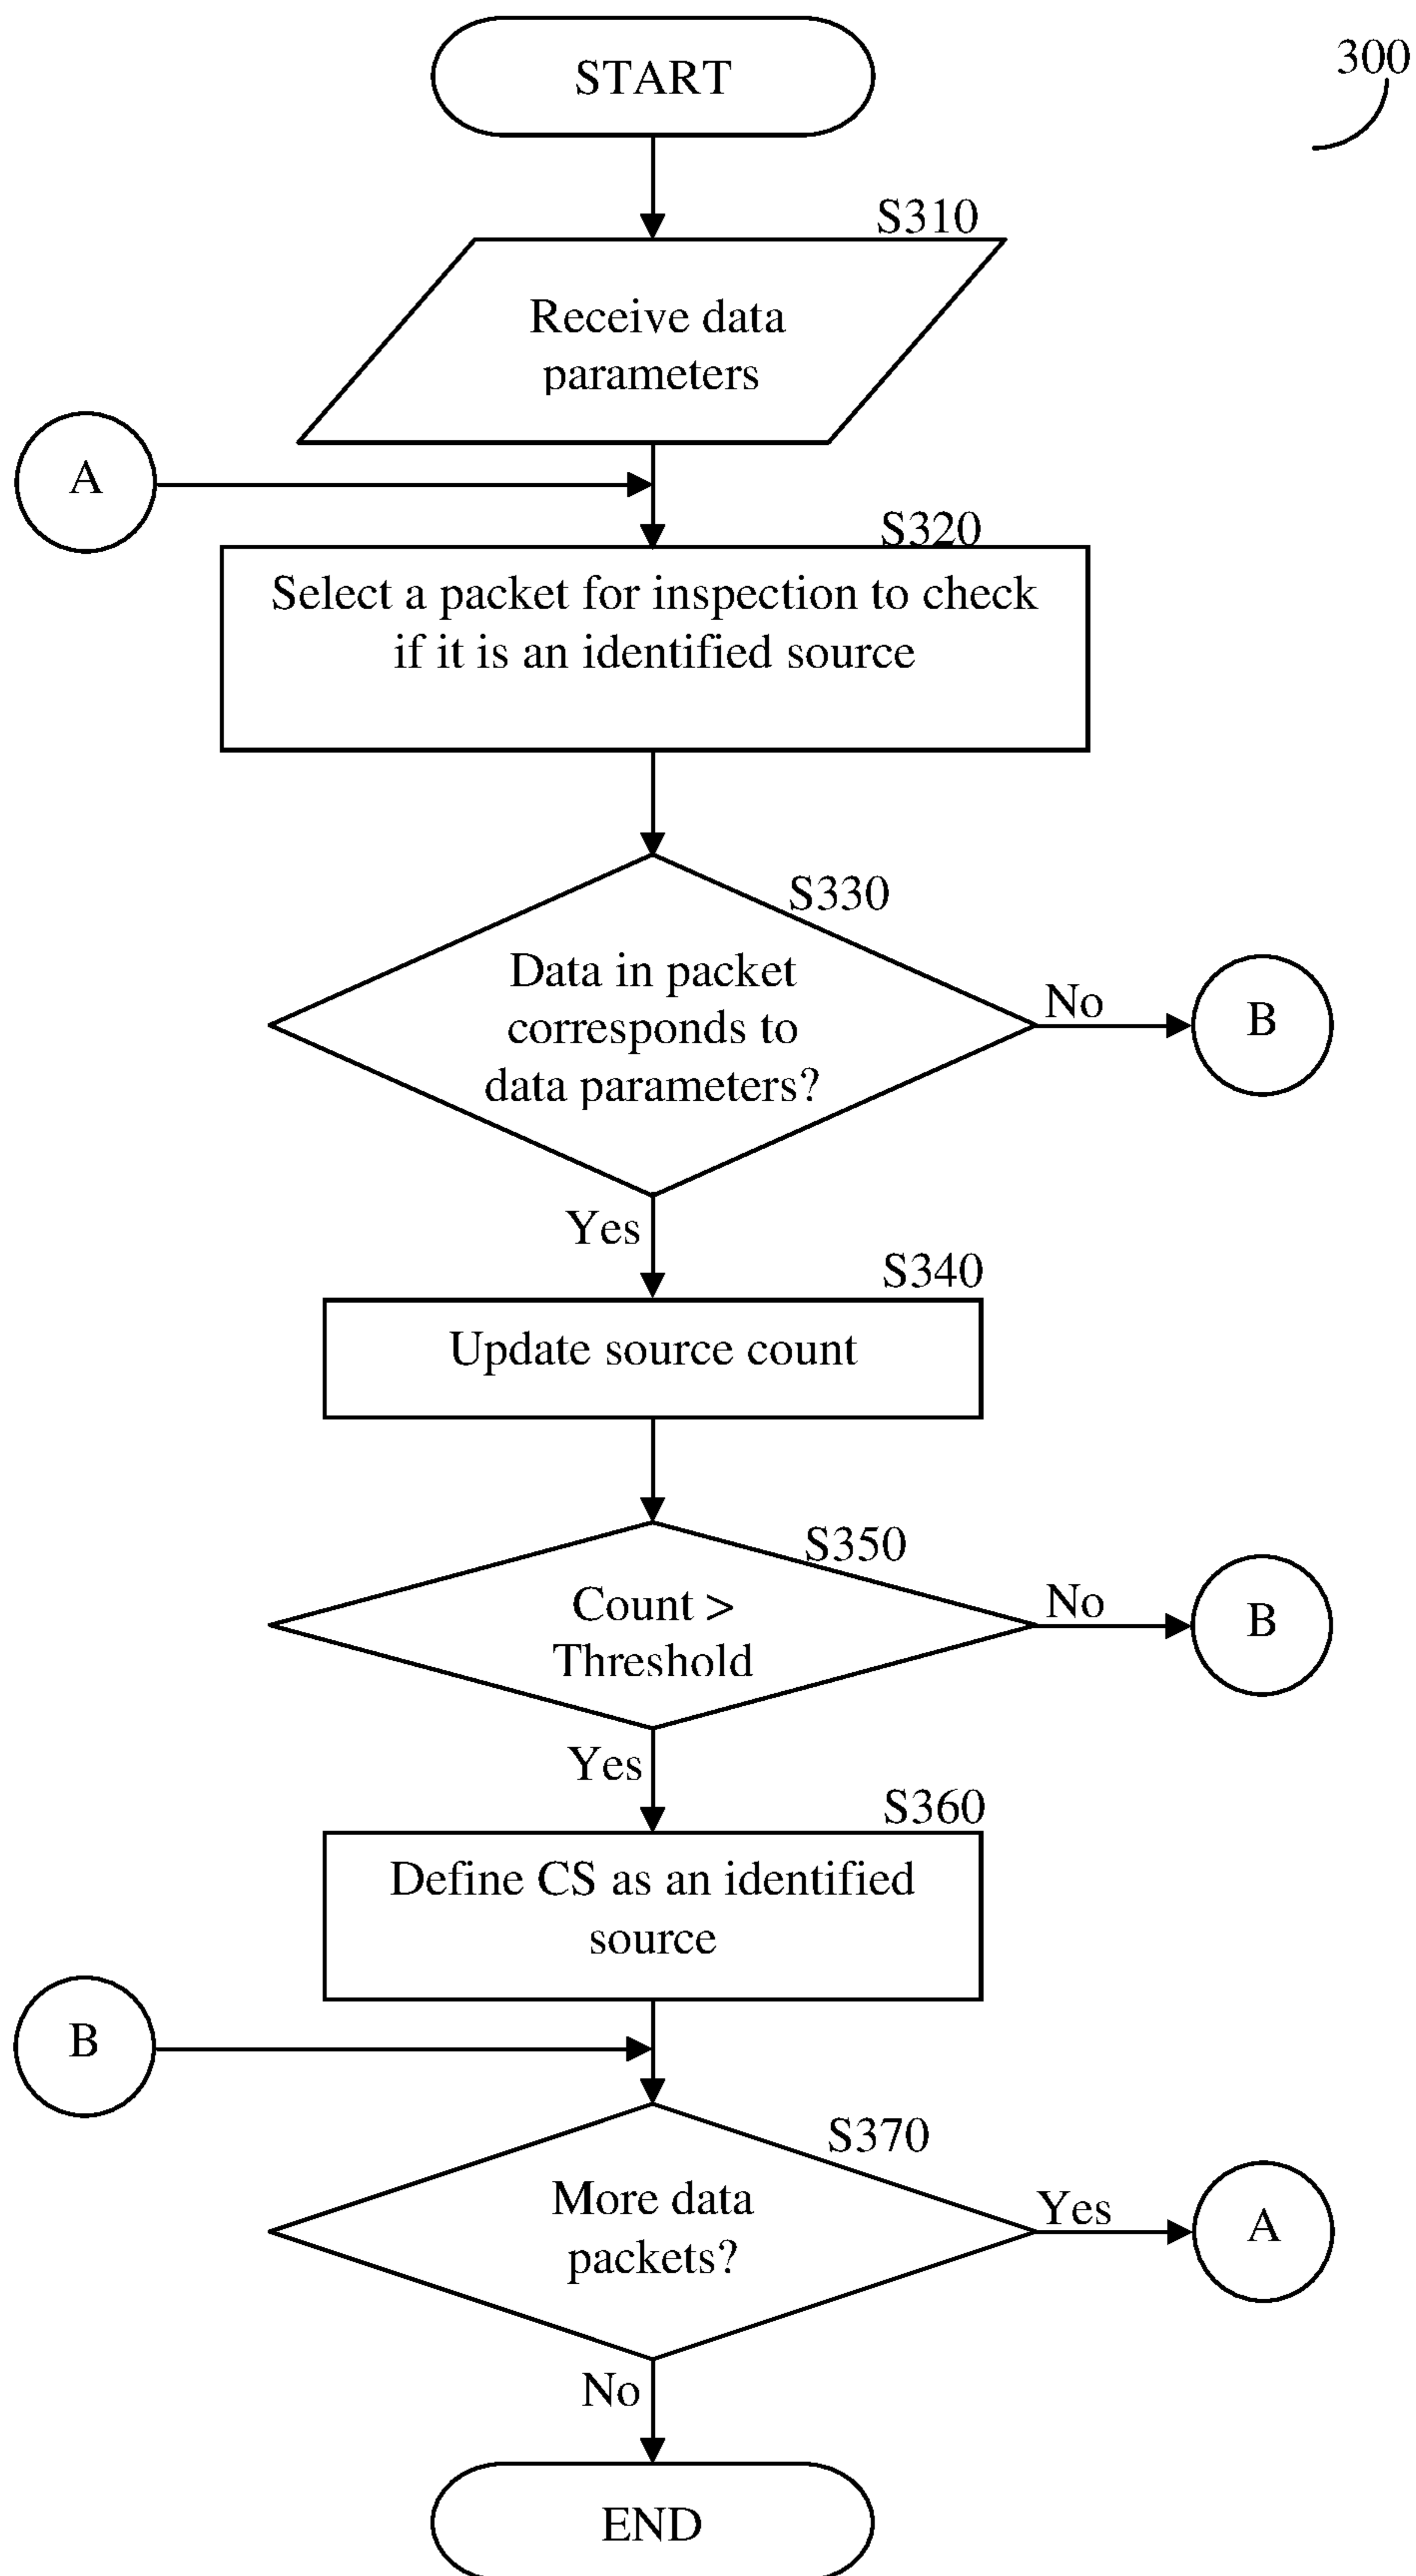 START
300
S310
Receive data
parameters
A
S320
Select a packet for inspection to check
if it is an identified source
S330
Data in packet
corresponds to
data parameters?
No
B
Yes
S340
Update source count
S350
Count >
Threshold
No
B
Yes
S360
Define CS as an identified
source
B
S370
More data
packets?
Yes
A
No
END